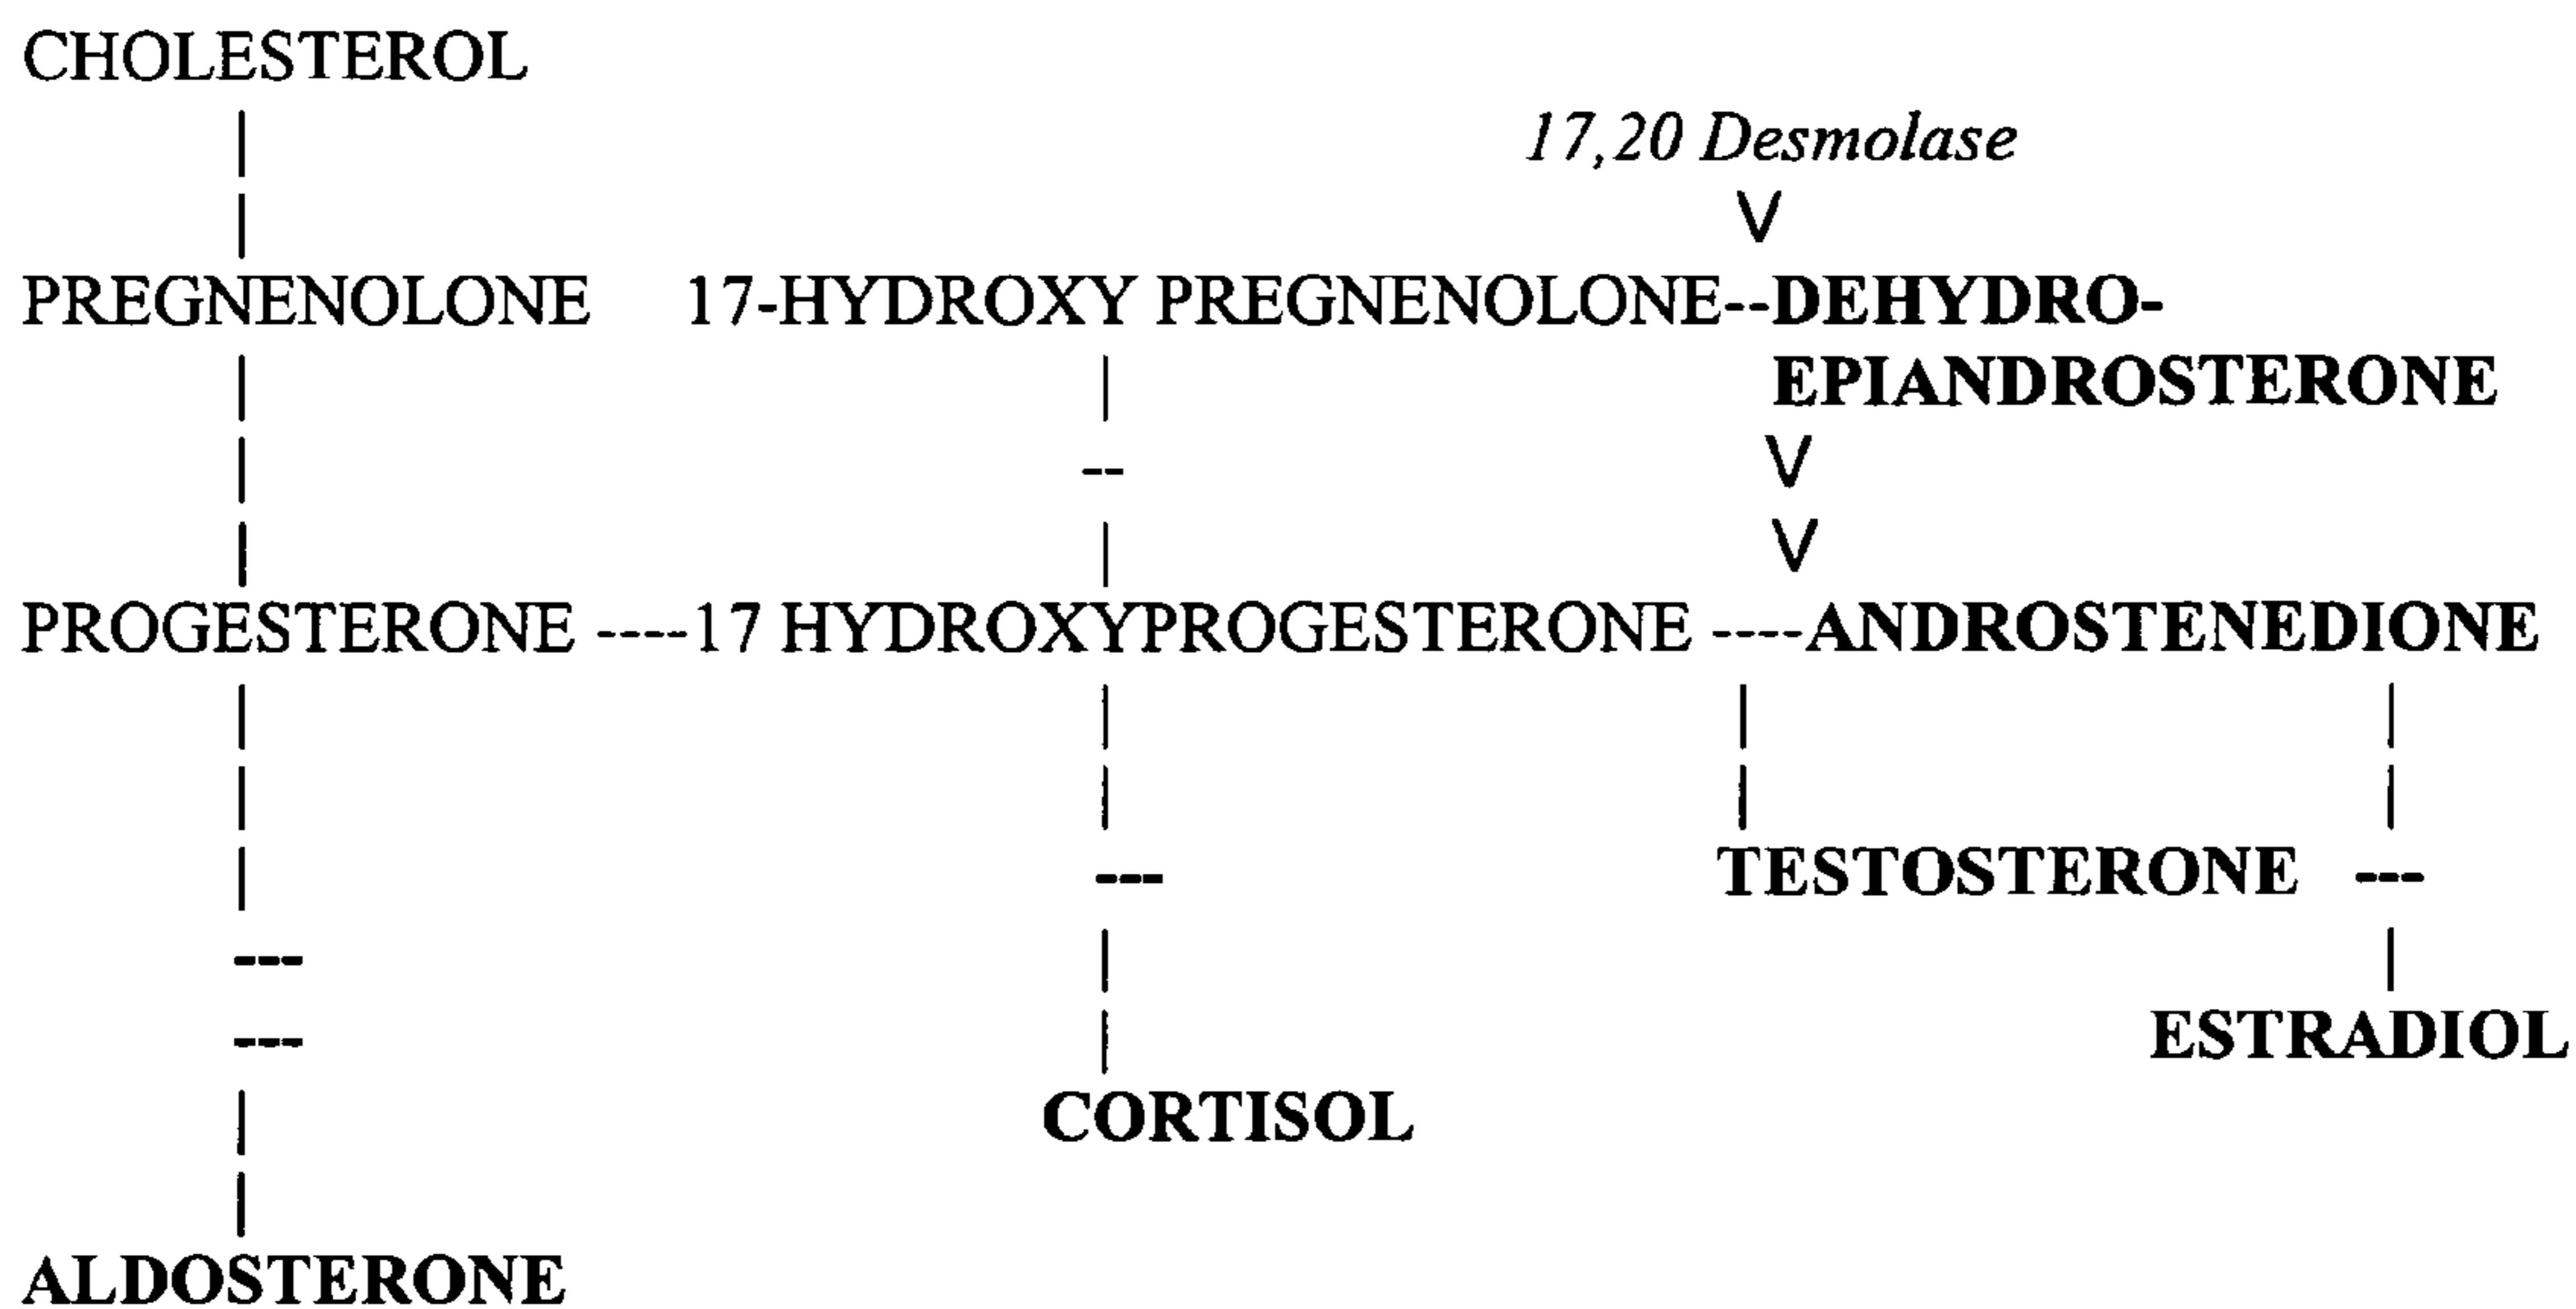 CHOLESTEROL
17,20 Desmolase
V
PREGNENOLONE 17-HYDROXY PREGNENOLONE--DEHYDRO-
EPIANDROSTERONE
V
V
PROGESTERONE ----17 HYDROXYPROGESTERONE ----ANDROSTENEDIONE
TESTOSTERONE
ESTRADIOL
CORTISOL
ALDOSTERONE